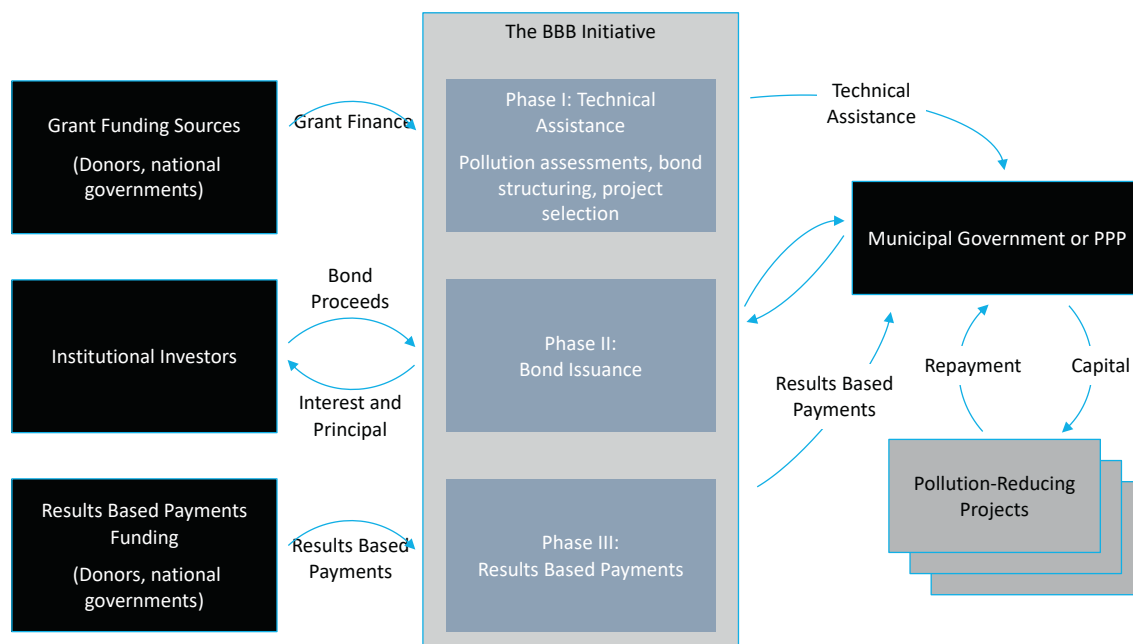 The BBB Initiative
Grant Funding Sources
(Donors, national
governments)
Grant Finance
Phase I: Technical
Assistance
Pollution assessments, bond
structuring, project
selection
Technical
Assistance
Municipal Government or PPP
Institutional Investors
Bond
Proceeds
Interest and
Principal
Phase II:
Bond Issuance
Results Based
Payments
Repayment
Capital
Pollution-Reducing
Projects
Results Based Payments
Funding
(Donors, national
governments)
Results Based
Payments
Phase III:
Results Based Payments